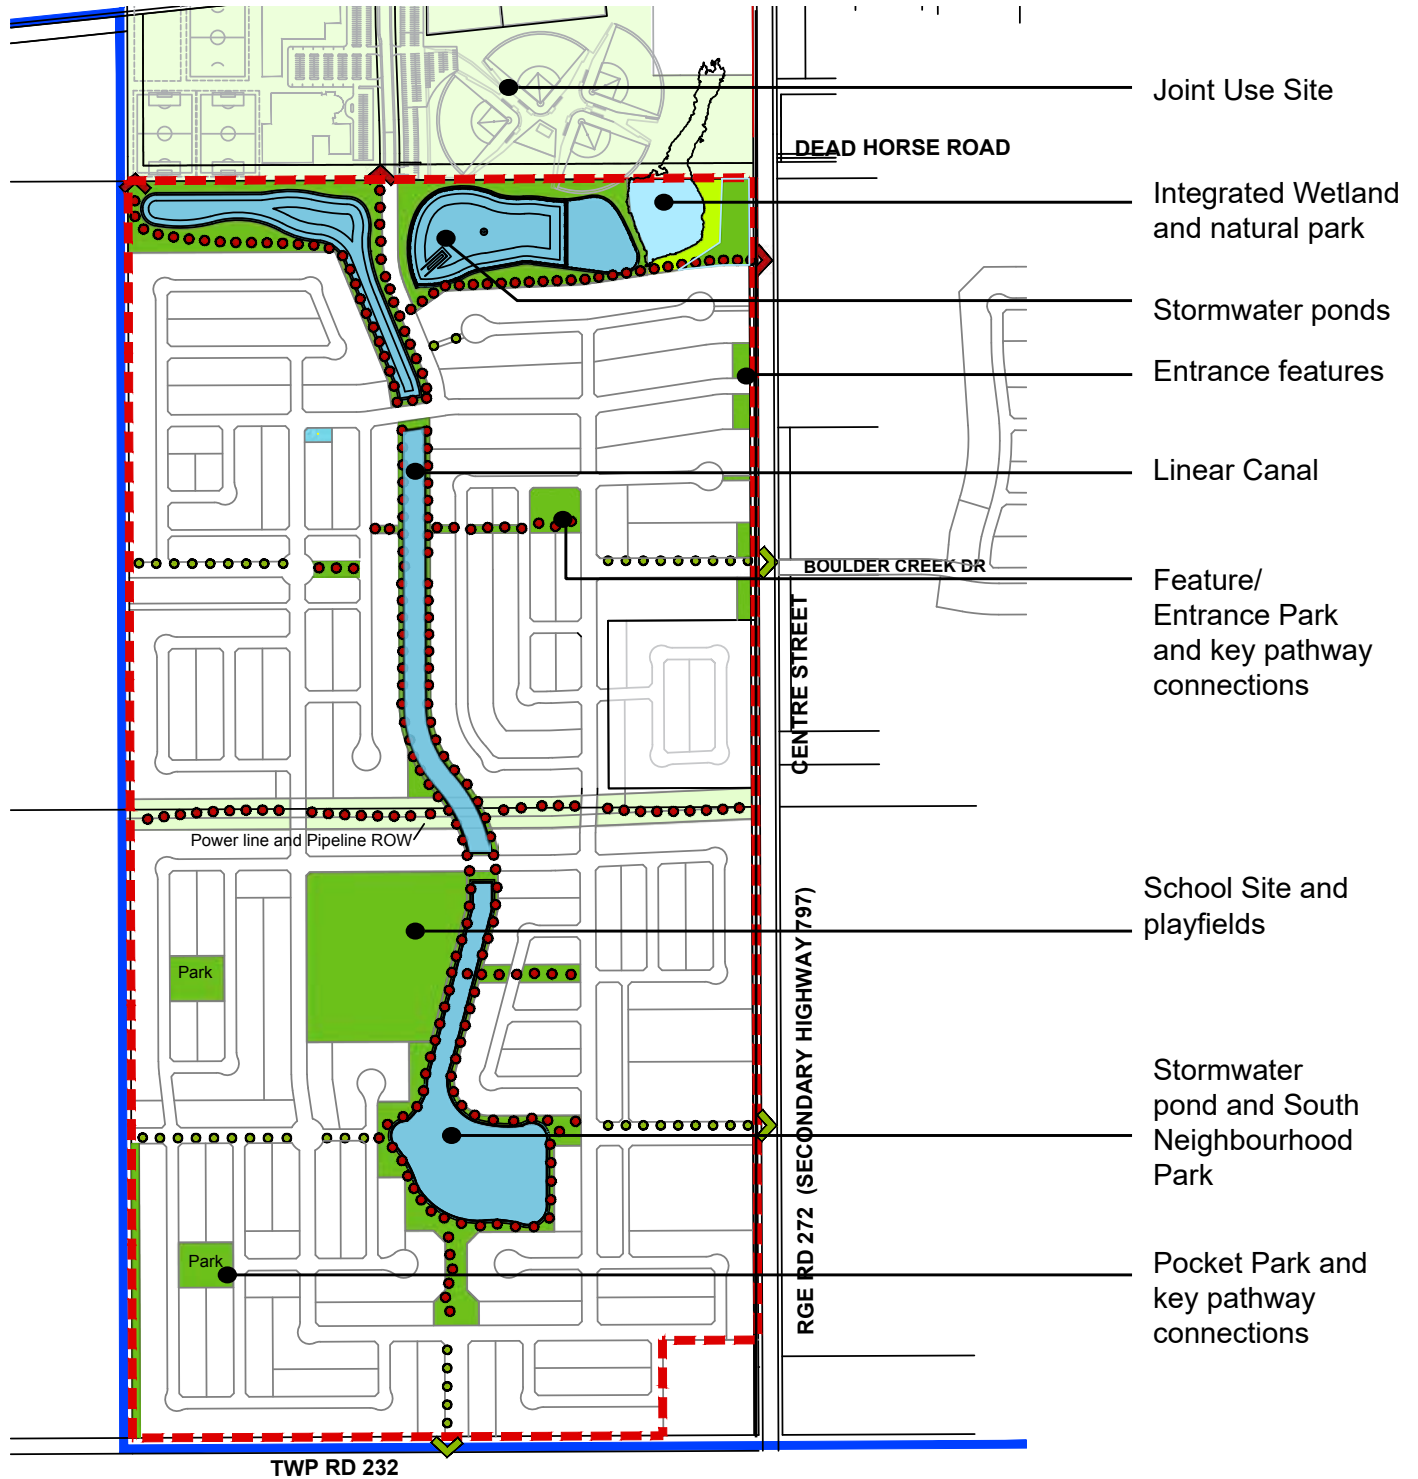 Joint Use Site
DEAD HORSE ROAD
Integrated Wetland
and natural park
Stormwater ponds
Entrance features
Linear Canal
BOULDER CREEK DR
Feature/
Entrance Park
and key pathway
connections
CENTRE STREET
Power line and Pipeline ROW
School Site and
playfields
Park
RGE RD 272 (SECONDARY HIGHWAY 797)
Stormwater
pond and South
Neighbourhood
Park
Park
Pocket Park and
key pathway
connections
TWP RD 232